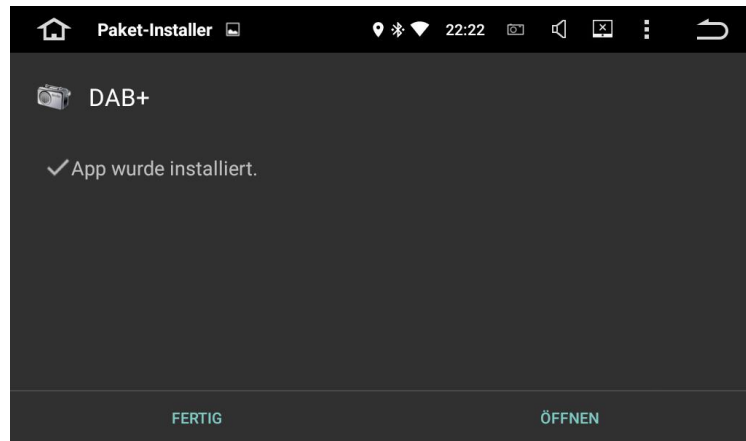 Paket-Installer 22:22
DAB+
App wurde installiert.
FERTIG ÖFFNEN